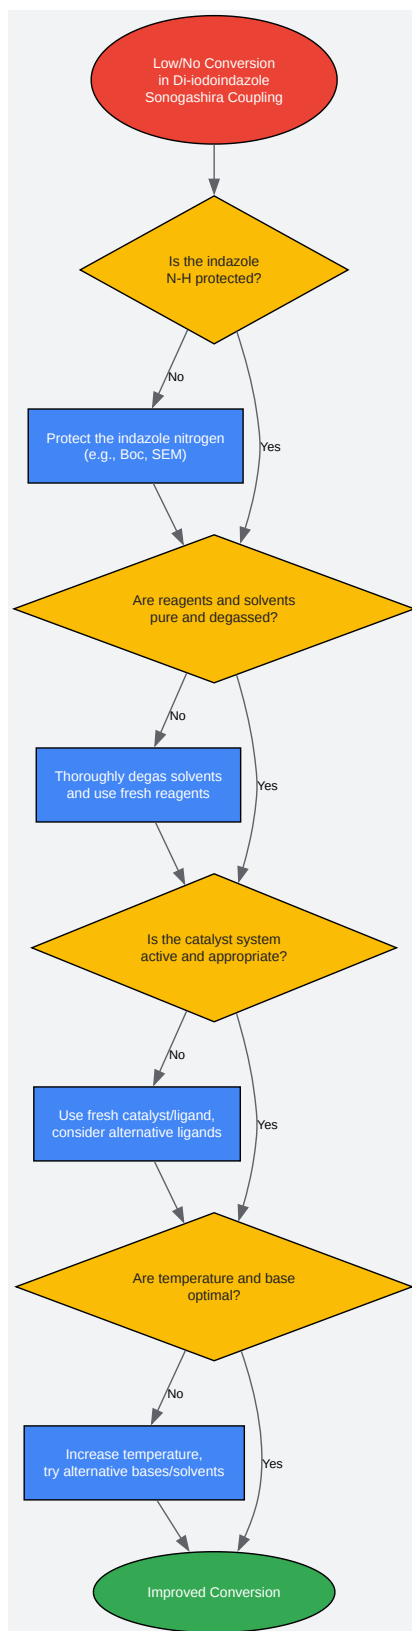 Low/No Conversion
in Di-iodoindazole
Sonogashira Coupling
Is the indazole
N-H protected?
No
Yes
Protect the indazole nitrogen
(e.g., Boc, SEM)
Are reagents and solvents
pure and degassed?
No
Yes
Thoroughly degas solvents
and use fresh reagents
Is the catalyst system
active and appropriate?
No
Yes
Use fresh catalyst/ligand,
consider alternative ligands
Are temperature and base
optimal?
No
Yes
Increase temperature,
try alternative bases/solvents
Improved Conversion